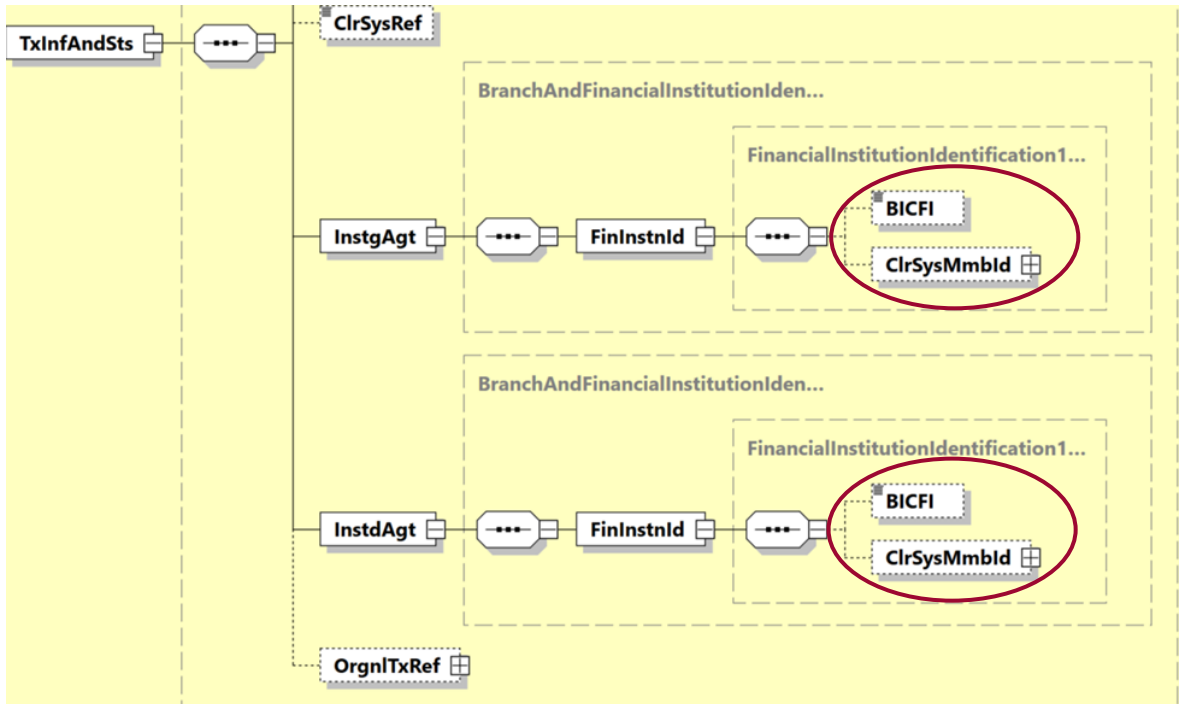 ClrSysRef
TxInfAndSts
BranchAndFinancialInstitutionIden...
FinancialInstitutionIdentification1...
BICFI
InstgAgt
FinInstnId
ClrSysMmbId
BranchAndFinancialInstitutionIden...
FinancialInstitutionIdentification1...
BICFI
InstdAgt
FinInstnId
ClrSysMmbId
OrgnlTxRef